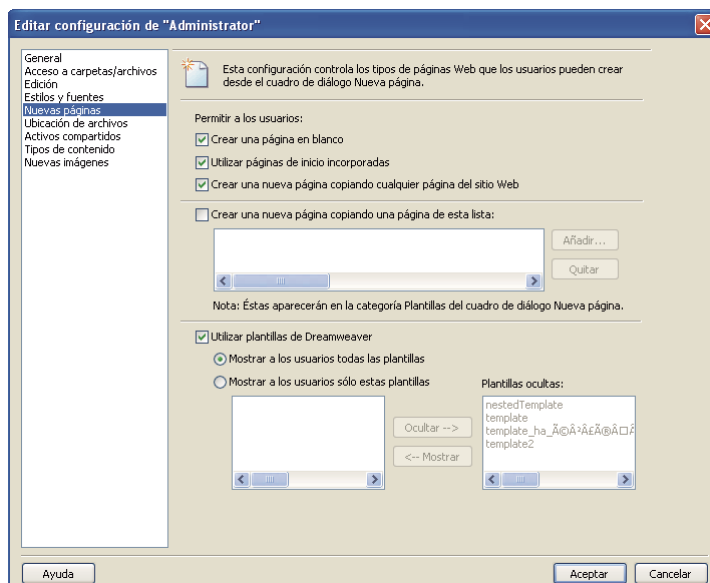 Editar configuración de "Administrator"
General
Acceso a carpetas/archivos
Edición
Estilos y fuentes
Nuevas páginas
Ubicación de archivos
Activos compartidos
Tipos de contenido
Nuevas imágenes
Esta configuración controla los tipos de páginas Web que los usuarios pueden crear
desde el cuadro de diálogo Nueva página.
Permitir a los usuarios:
Crear una página en blanco
Utilizar páginas de inicio incorporadas
Crear una nueva página copiando cualquier página del sitio Web
Crear una nueva página copiando una página de esta lista:
Añadir...
Quitar
Nota: Éstas aparecerán en la categoría Plantillas del cuadro de diálogo Nueva página.
Utilizar plantillas de Dreamweaver
Mostrar a los usuarios todas las plantillas
Mostrar a los usuarios sólo estas plantillas
Plantillas ocultas:
nestedTemplate
template
template_ha_Ã©Â²Â£Ã®Â□Â
template2
Ocultar -->
<-- Mostrar
Ayuda
Aceptar
Cancelar